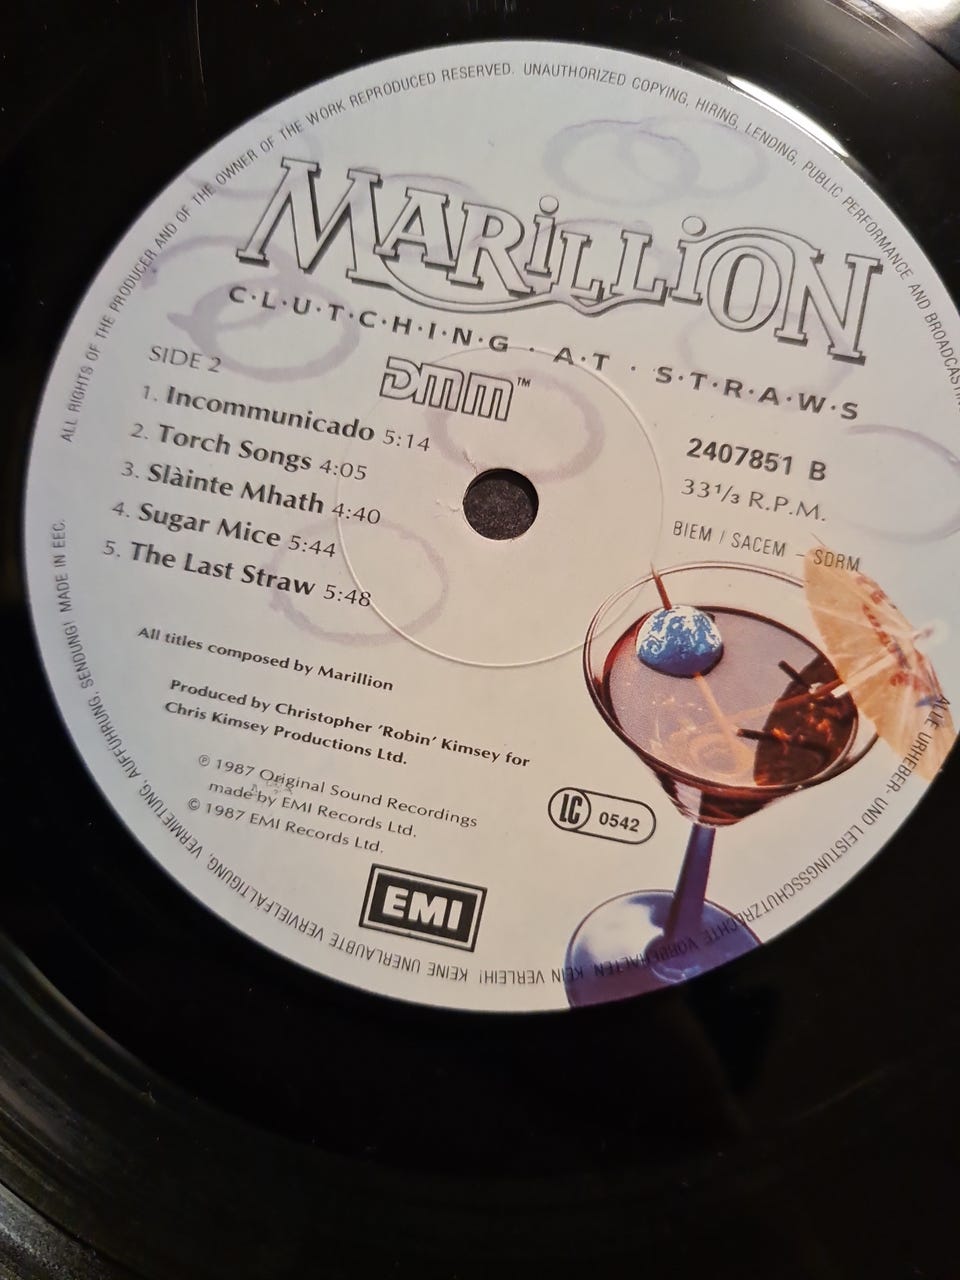 ALL RIGHTS OF THE PRODUCER AND OF THE OWNER OF THE WORK REPRODUCED RESERVED. UNAUTHORIZED COPYING, HIRING, LENDING, PUBLIC PERFORMANCE AND BROADCASTING
MARiLLiON
C·L·U·T·C·H·I·N·G · A·T · S·T·R·A·W·S
DMM™
SIDE 2
1. Incommunicado 5:14
2. Torch Songs 4:05
3. Slàinte Mhath 4:40
4. Sugar Mice 5:44
5. The Last Straw 5:48
2407851 B
33 1/3 R.P.M.
BIEM / SACEM – SDRM
All titles composed by Marillion
Produced by Christopher 'Robin' Kimsey for
Chris Kimsey Productions Ltd.
℗ 1987 Original Sound Recordings
made by EMI Records Ltd.
© 1987 EMI Records Ltd.
LC 0542
EMI
ALLE URHEBER- UND LEISTUNGSSCHUTZRECHTE VORBEHALTEN KEIN VERLEIH! KEINE UNERLAUBTE VERVIELFÄLTIGUNG, VERMIETUNG, AUFFÜHRUNG, SENDUNG! MADE IN EEC.